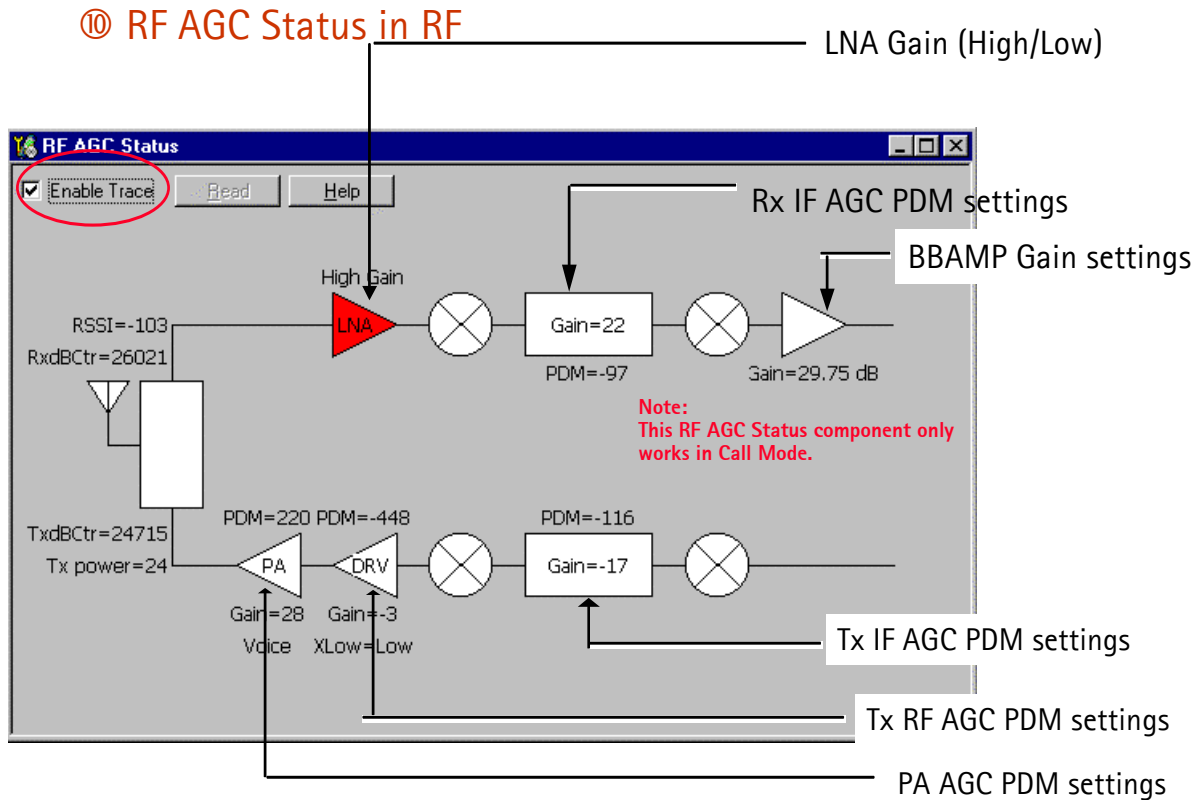 ⑩ RF AGC Status in RF
LNA Gain (High/Low)
RF AGC Status
Enable Trace
Read
Help
Rx IF AGC PDM settings
BBAMP Gain settings
High Gain
RSSI=-103
LNA
Gain=22
RxdBCtr=26021
PDM=-97
Gain=29.75 dB
Note:
This RF AGC Status component only
works in Call Mode.
PDM=220 PDM=-448
PDM=-116
TxdBCtr=24715
Tx power=24
PA
DRV
Gain=-17
Gain=28
Gain=-3
Voice
XLow=Low
Tx IF AGC PDM settings
Tx RF AGC PDM settings
PA AGC PDM settings